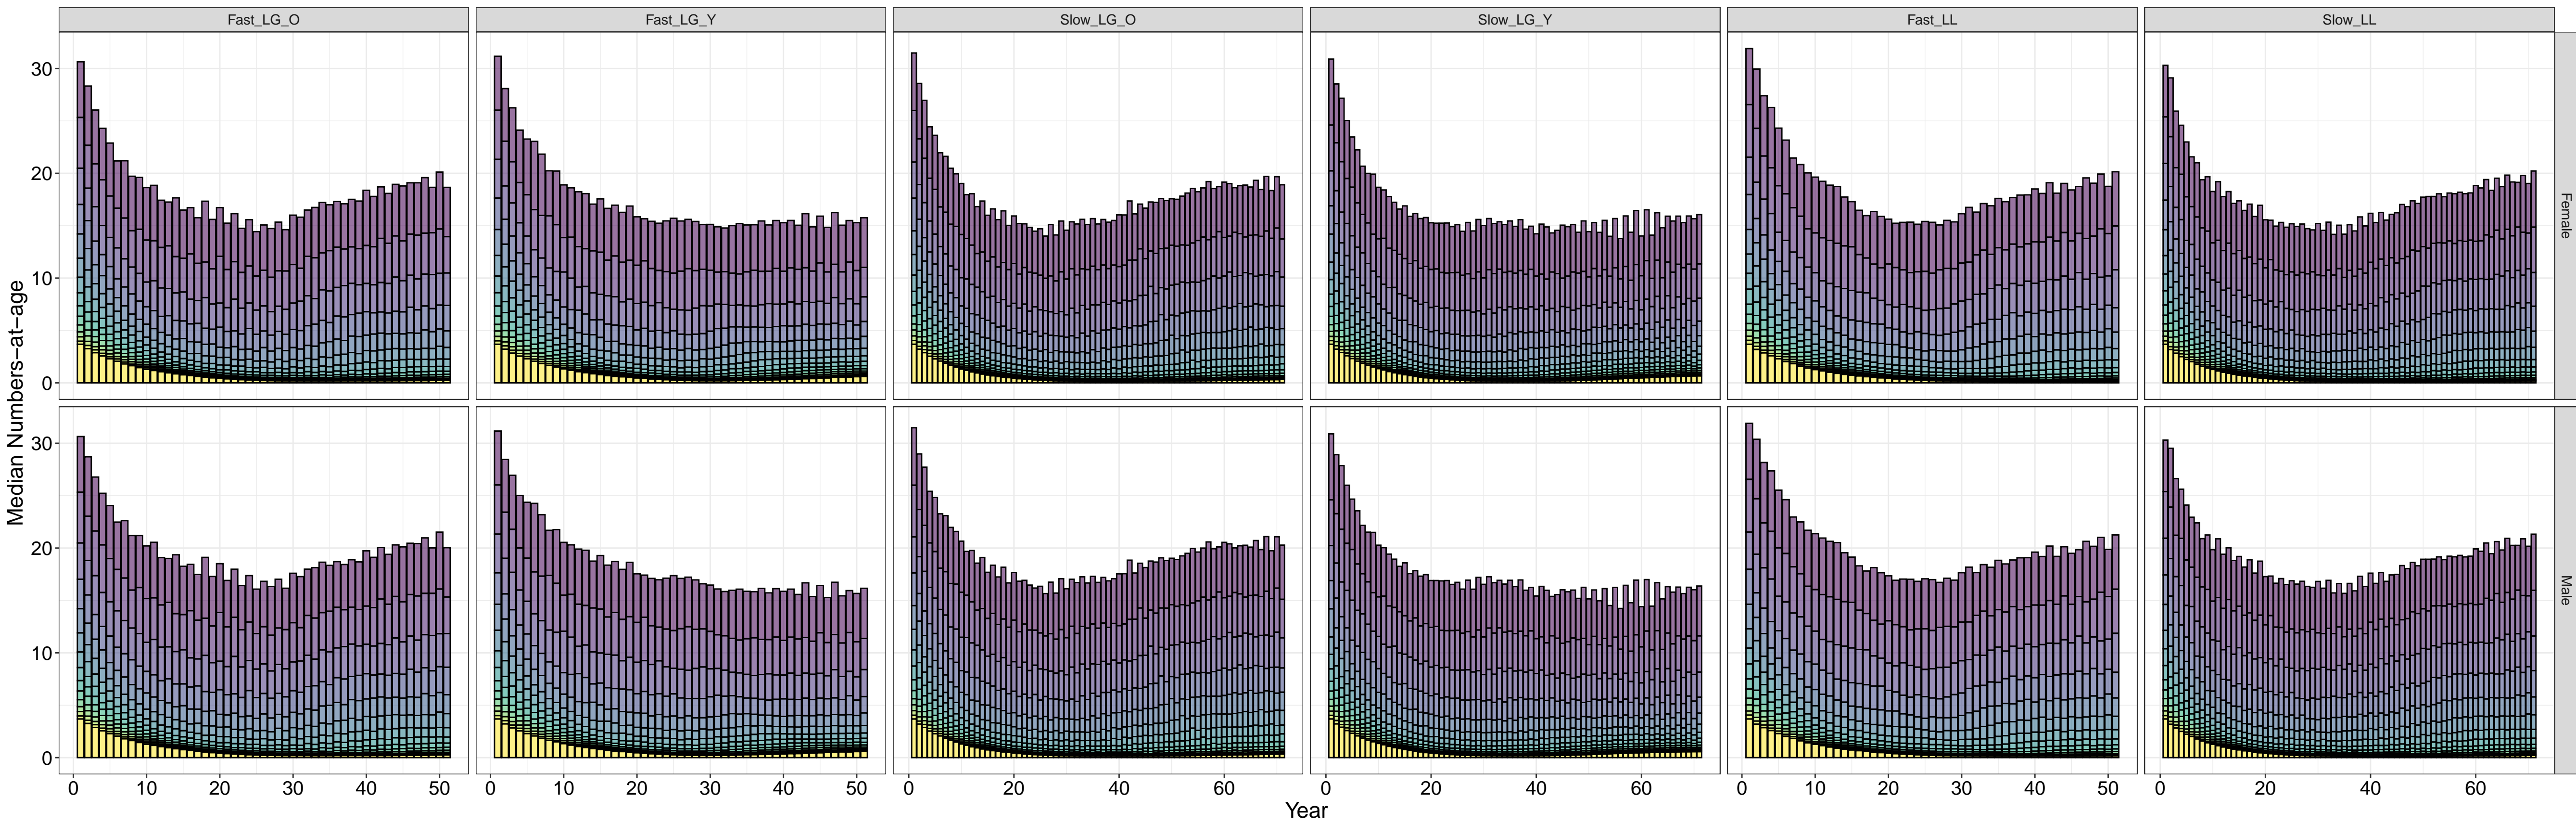 Fast_LG_O Fast_LG_Y Slow_LG_O Slow_LG_Y Fast_LL Slow_LL
Median Numbers−at−age
30
20
10
0
Female
30
20
10
0
Male
0 10 20 30 40 50 0 10 20 30 40 50 0 20 40 60 0 20 40 60 0 10 20 30 40 50 0 20 40 60
Year